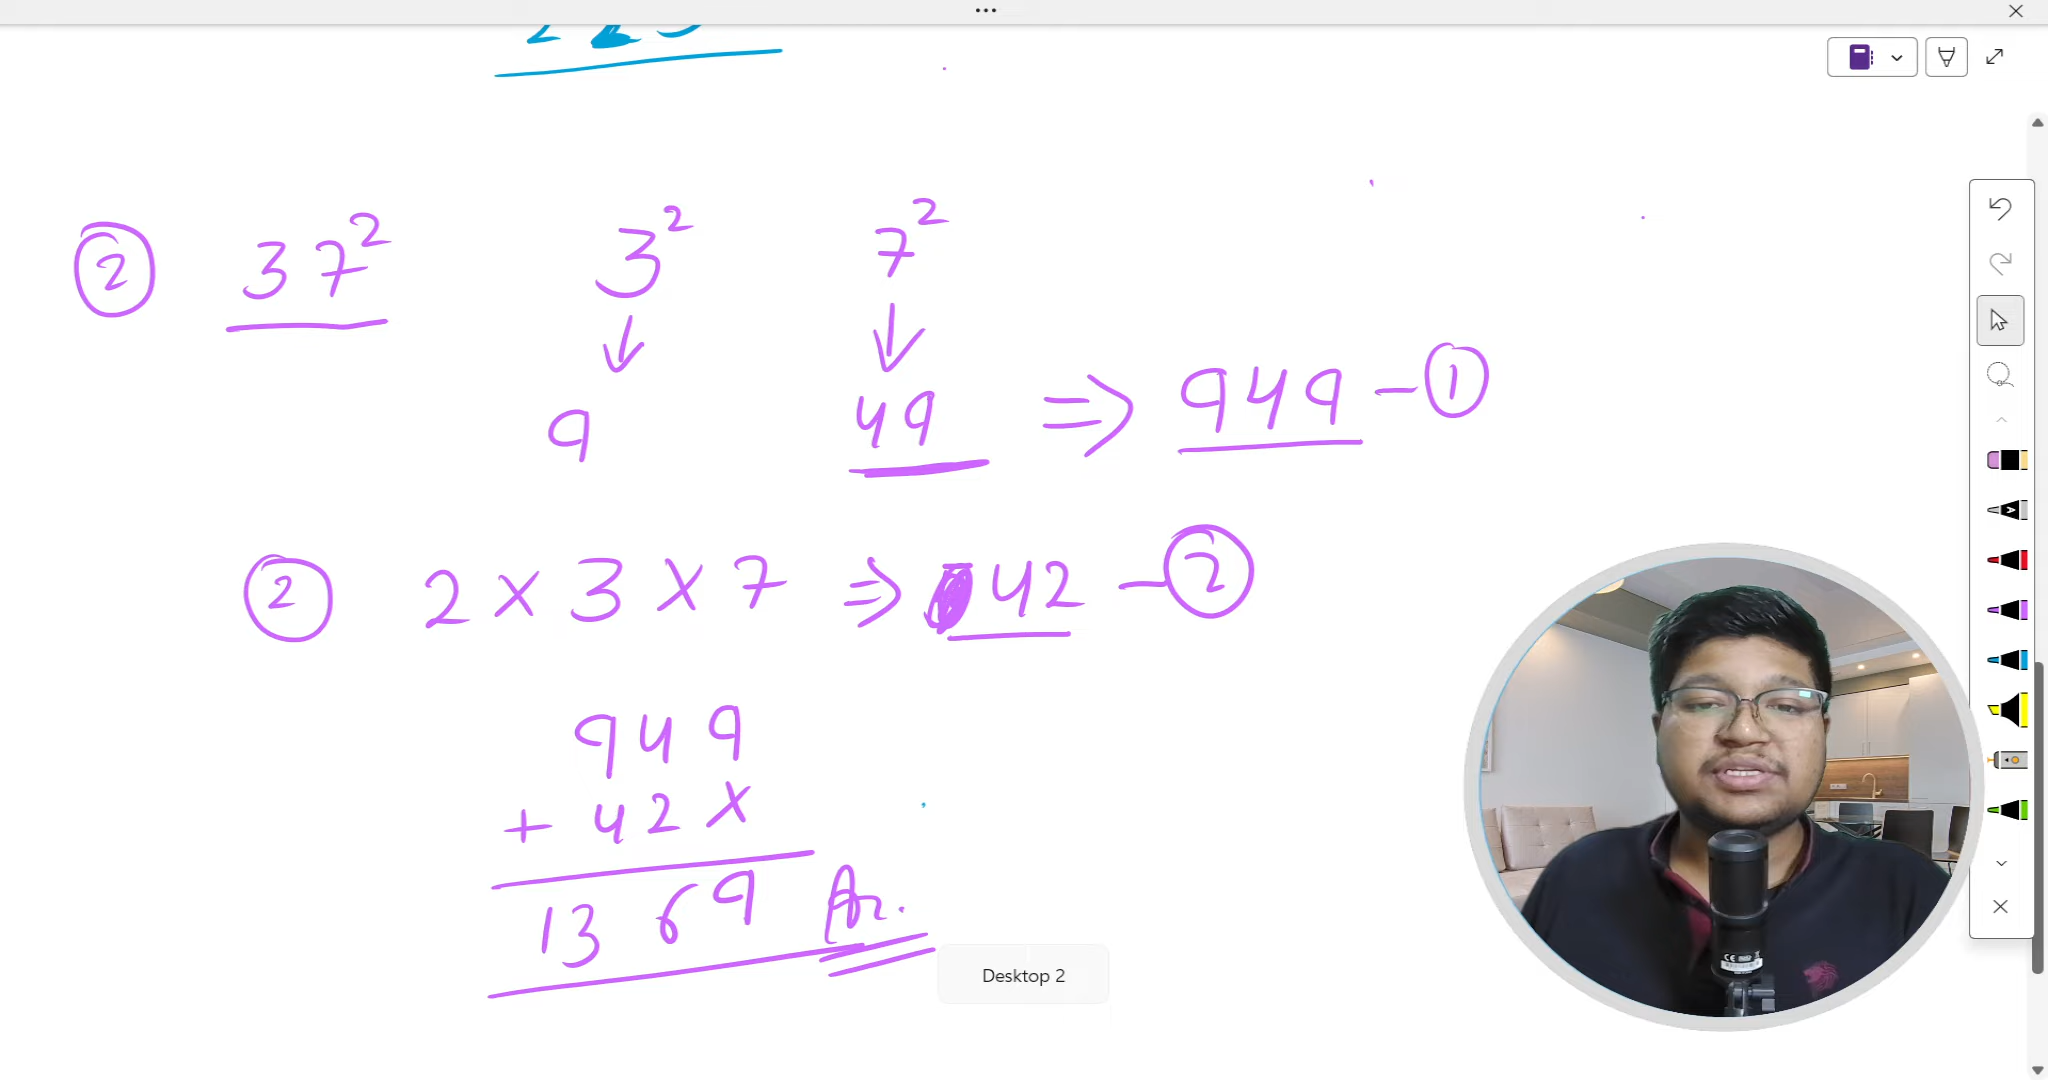 ② 37² 3² 7²
↓ ↓
9 49 ⇒ 949 - ①
② 2 × 3 × 7 ⇒ 42 - ②
949
+ 42 ×
1369 An.
Desktop 2